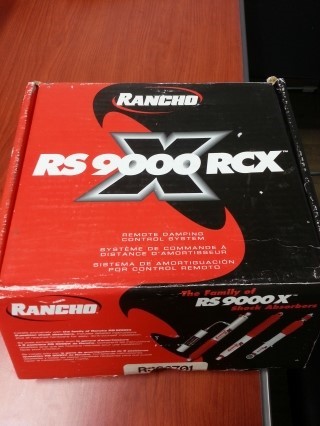 RANCHO
RS 9000 RCX™
REMOTE DAMPING
CONTROL SYSTEM
SYSTÈME DE COMMANDE À
DISTANCE D'AMORTISSEUR
SISTEMA DE AMORTIGUACIÓN
POR CONTROL REMOTO
RANCHO
The Family of
RS 9000 X
Shock Absorbers